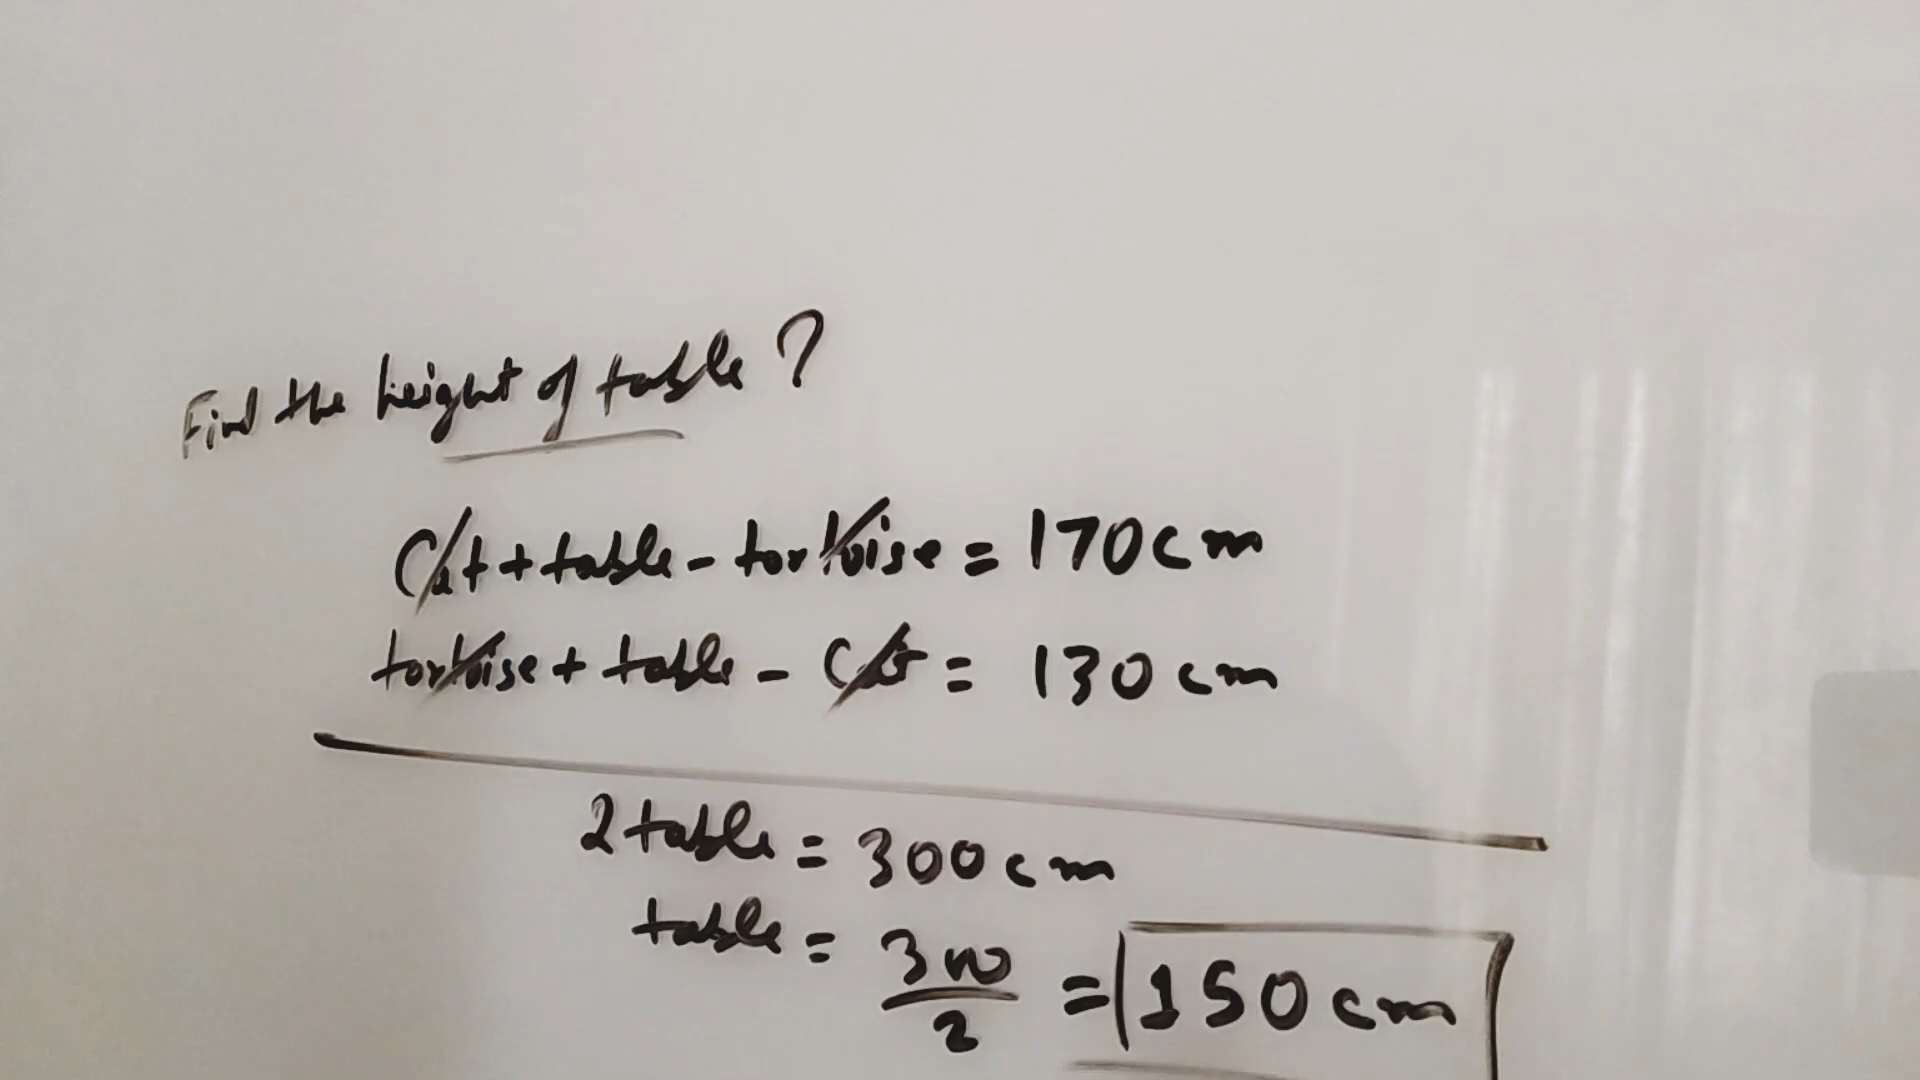 Find the height of table?
Cat + table - tortoise = 170 cm
tortoise + table - Cat = 130 cm
2 table = 300 cm
table = 300/2 = 150 cm